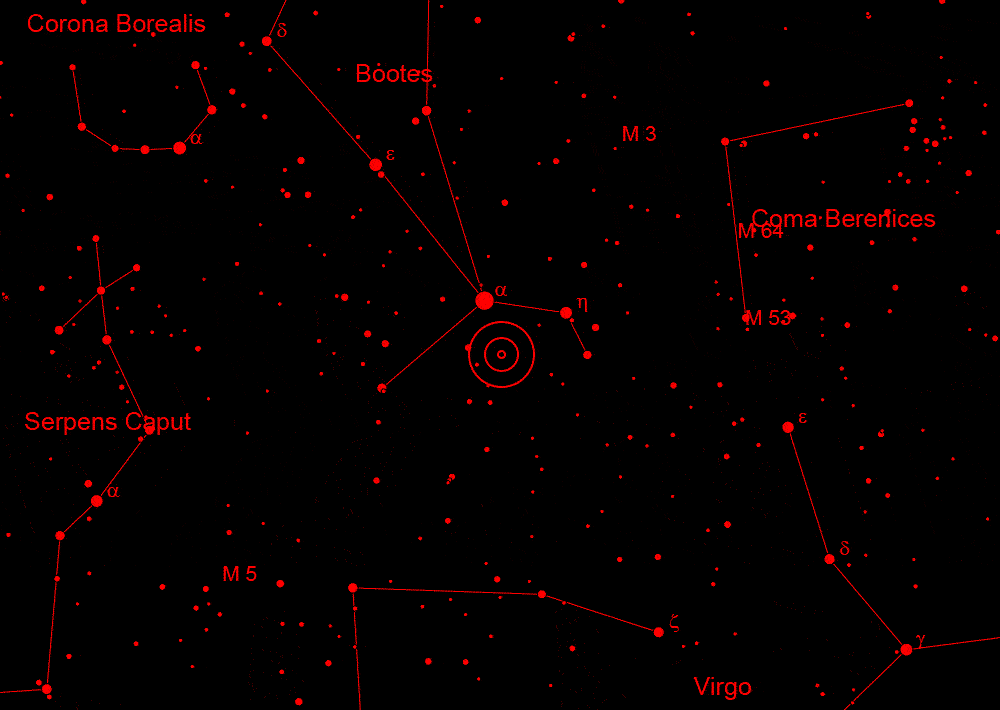 Corona Borealis
δ
Bootes
M 3
α
ε
Coma Berenices
M 64
α
η
M 53
Serpens Caput
ε
α
δ
M 5
ζ
γ
Virgo